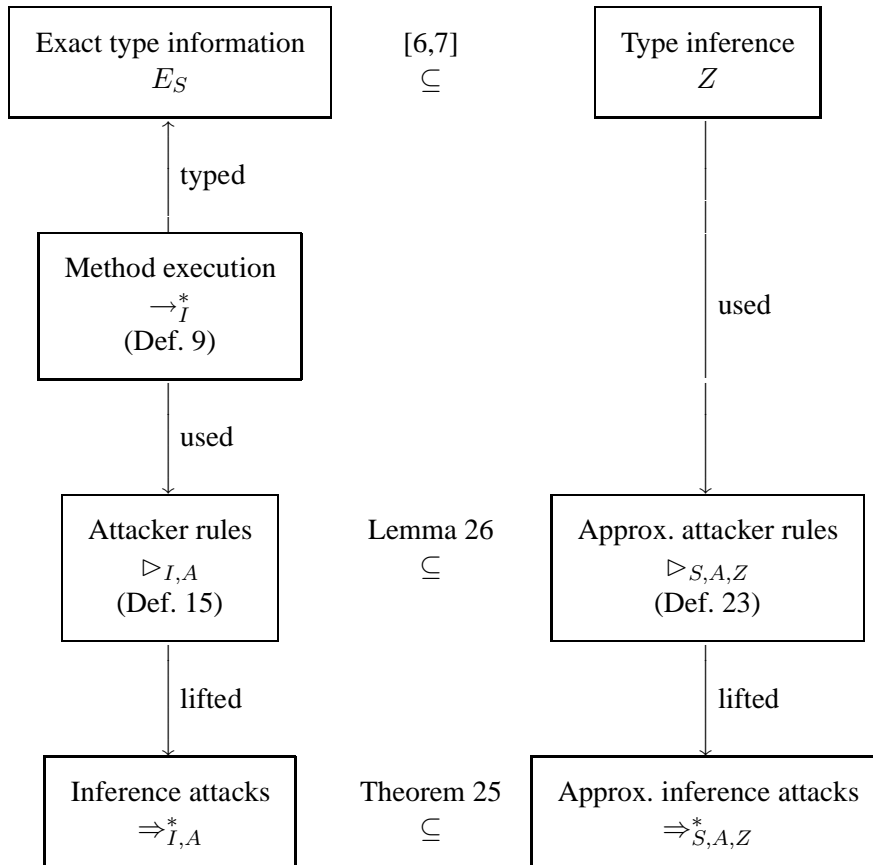 Exact type information [6,7] Type inference
E_S ⊆ Z
typed
Method execution
→*_I
(Def. 9)
used
used
Attacker rules Lemma 26 Approx. attacker rules
▷_{I,A} ⊆ ▷_{S,A,Z}
(Def. 15) (Def. 23)
lifted lifted
Inference attacks Theorem 25 Approx. inference attacks
⇒*_{I,A} ⊆ ⇒*_{S,A,Z}